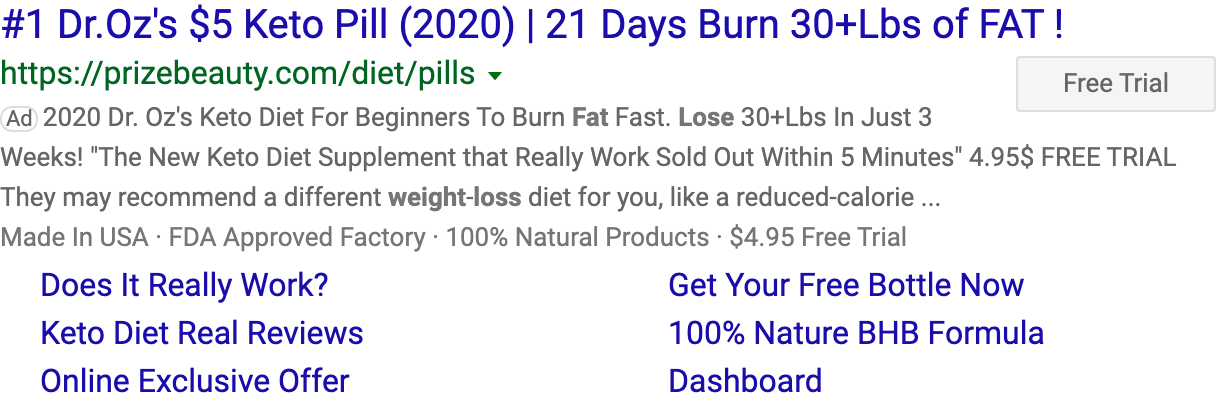 #1 Dr.Oz's $5 Keto Pill (2020) | 21 Days Burn 30+Lbs of FAT !
https://prizebeauty.com/diet/pills
Free Trial
Ad 2020 Dr. Oz's Keto Diet For Beginners To Burn Fat Fast. Lose 30+Lbs In Just 3
Weeks! "The New Keto Diet Supplement that Really Work Sold Out Within 5 Minutes" 4.95$ FREE TRIAL
They may recommend a different weight-loss diet for you, like a reduced-calorie ...
Made In USA · FDA Approved Factory · 100% Natural Products · $4.95 Free Trial
Does It Really Work?
Get Your Free Bottle Now
Keto Diet Real Reviews
100% Nature BHB Formula
Online Exclusive Offer
Dashboard